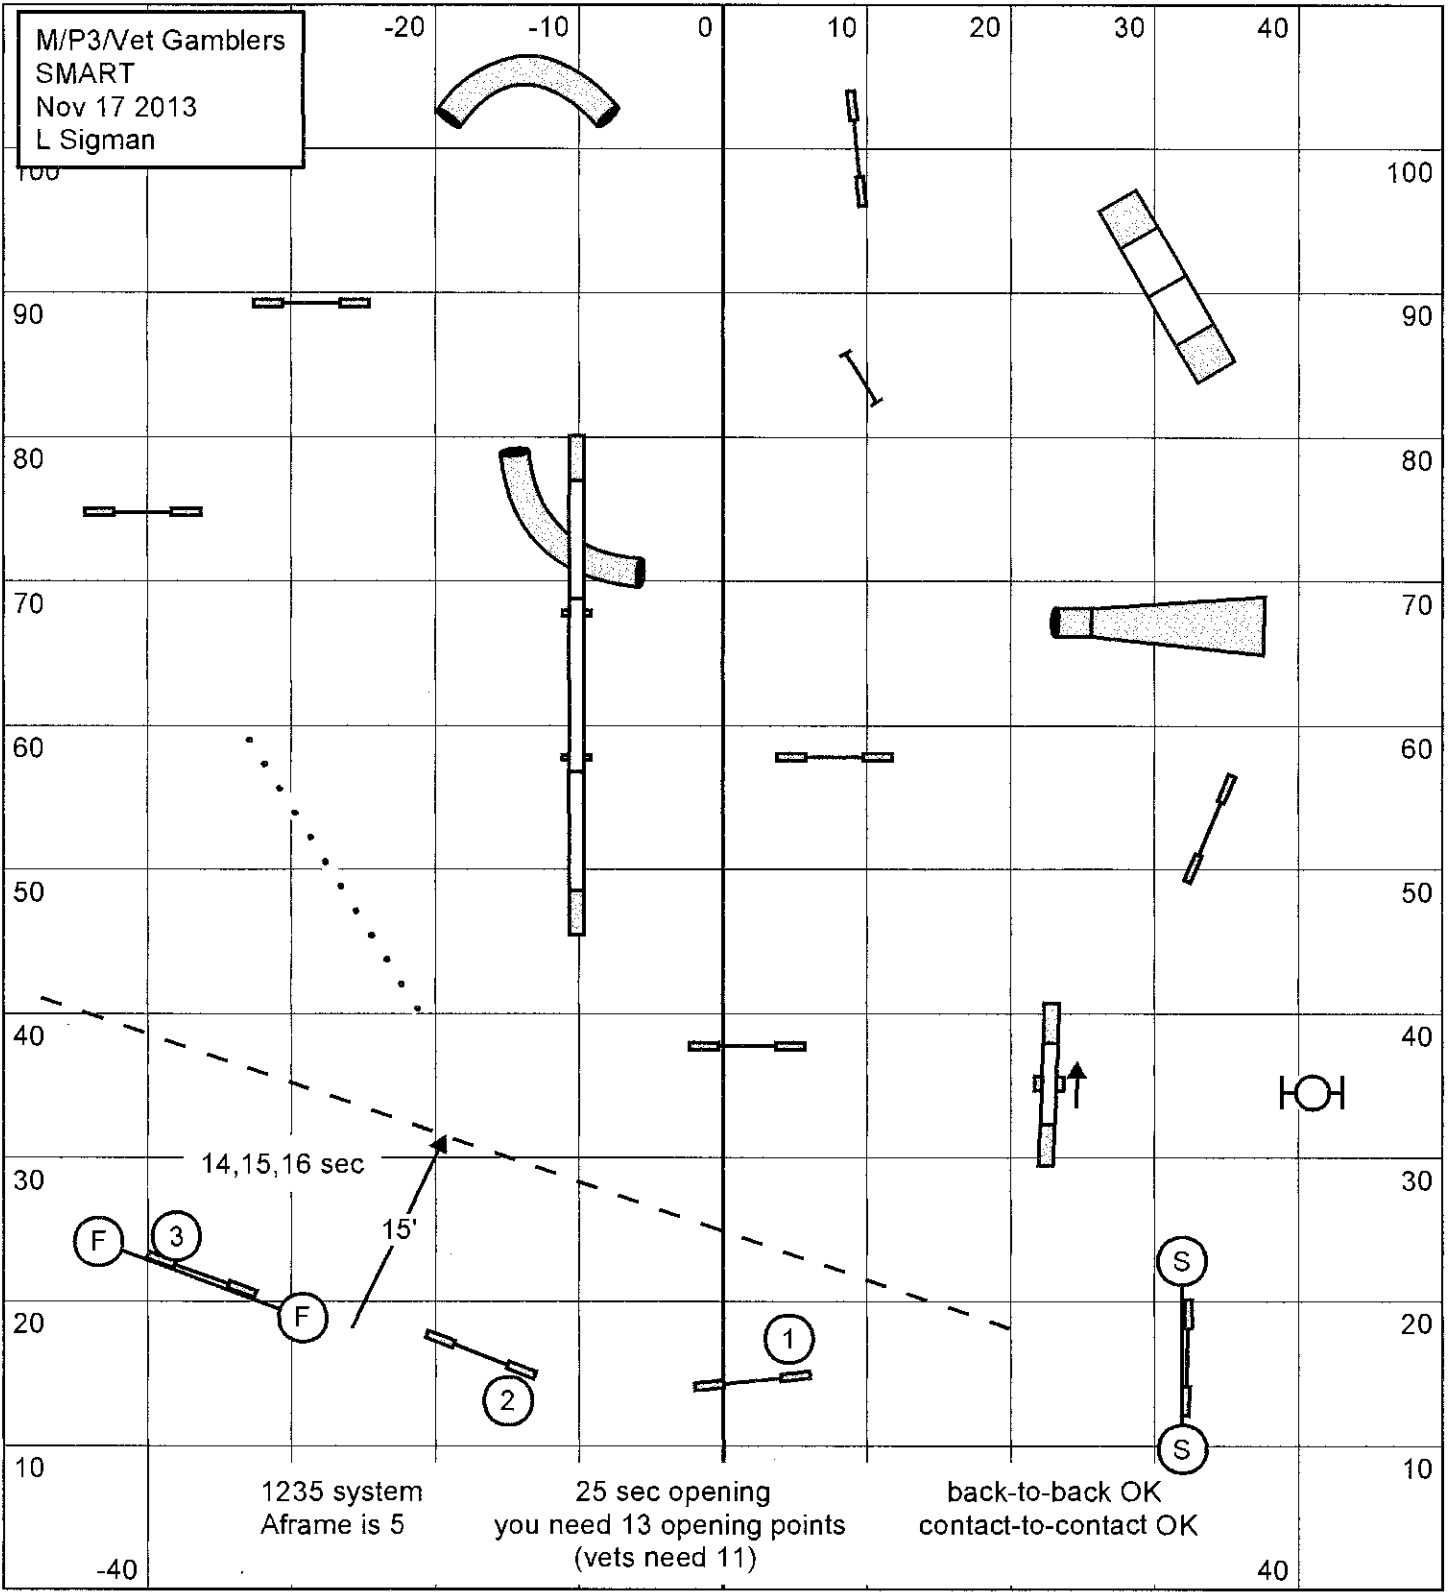 -20 -10 0 10 20 30 40
M/P3/Vet Gamblers
SMART
Nov 17 2013
L Sigman
100 100
90 90
80 80
70 70
60 60
50 50
40 40
14,15,16 sec
30 30
15'
F 3 S
F
20 20
1
2
S
10 10
1235 system 25 sec opening back-to-back OK
Aframe is 5 you need 13 opening points contact-to-contact OK
(vets need 11)
-40 40